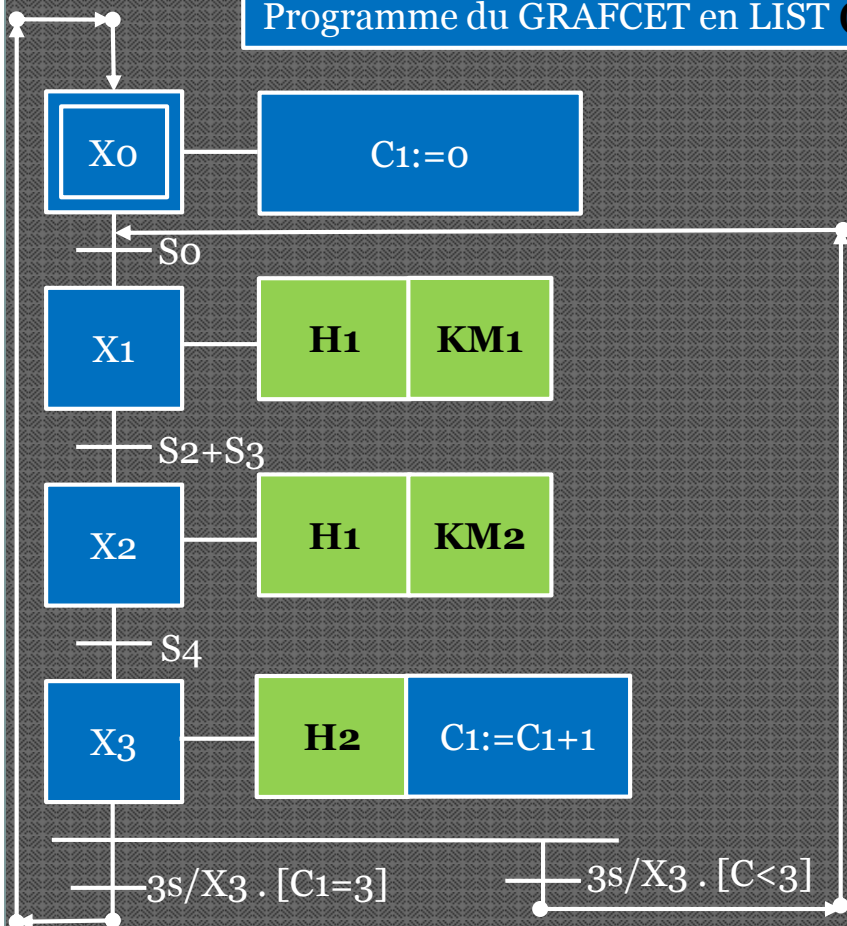 Programme du GRAFCET en LIST (
X0
C1:=0
S0
X1
H1
KM1
S2+S3
X2
H1
KM2
S4
X3
H2
C1:=C1+1
3s/X3 . [C1=3]
3s/X3 . [C<3]